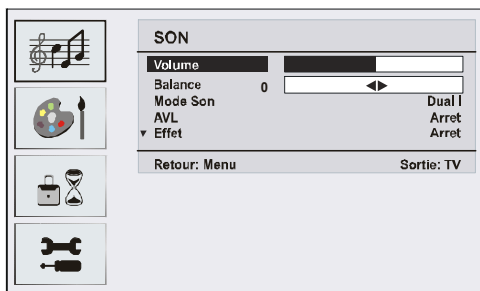 SON
Volume
Balance 0
Mode Son Dual I
AVL Arret
Effet Arret
Retour: Menu Sortie: TV